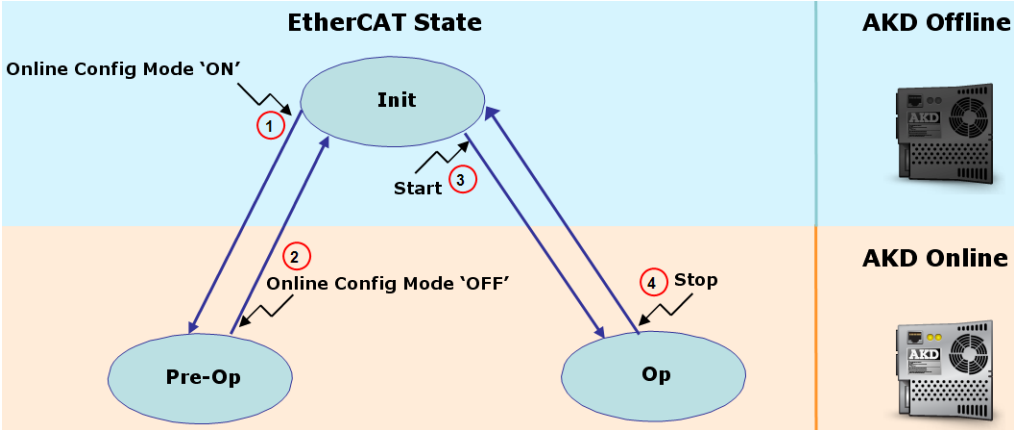 EtherCAT State
AKD Offline
Online Config Mode ‘ON’
Init
1
AKD
Start
3
2
AKD Online
Online Config Mode ‘OFF’
4
Stop
AKD
Pre-Op
Op